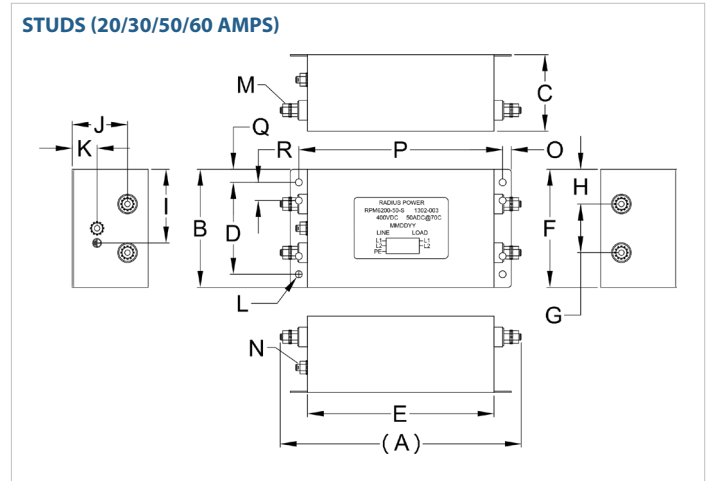 STUDS (20/30/50/60 AMPS)
M
C
J
K
Q
R
P
O
H
B
D
I
F
RADIUS POWER
RPM6200-50-S 1302-003
400VDC 50ADC@70C
MMDDYY
LINE LOAD
L1 L1
L2 L2
PE
L
G
N
E
(A)